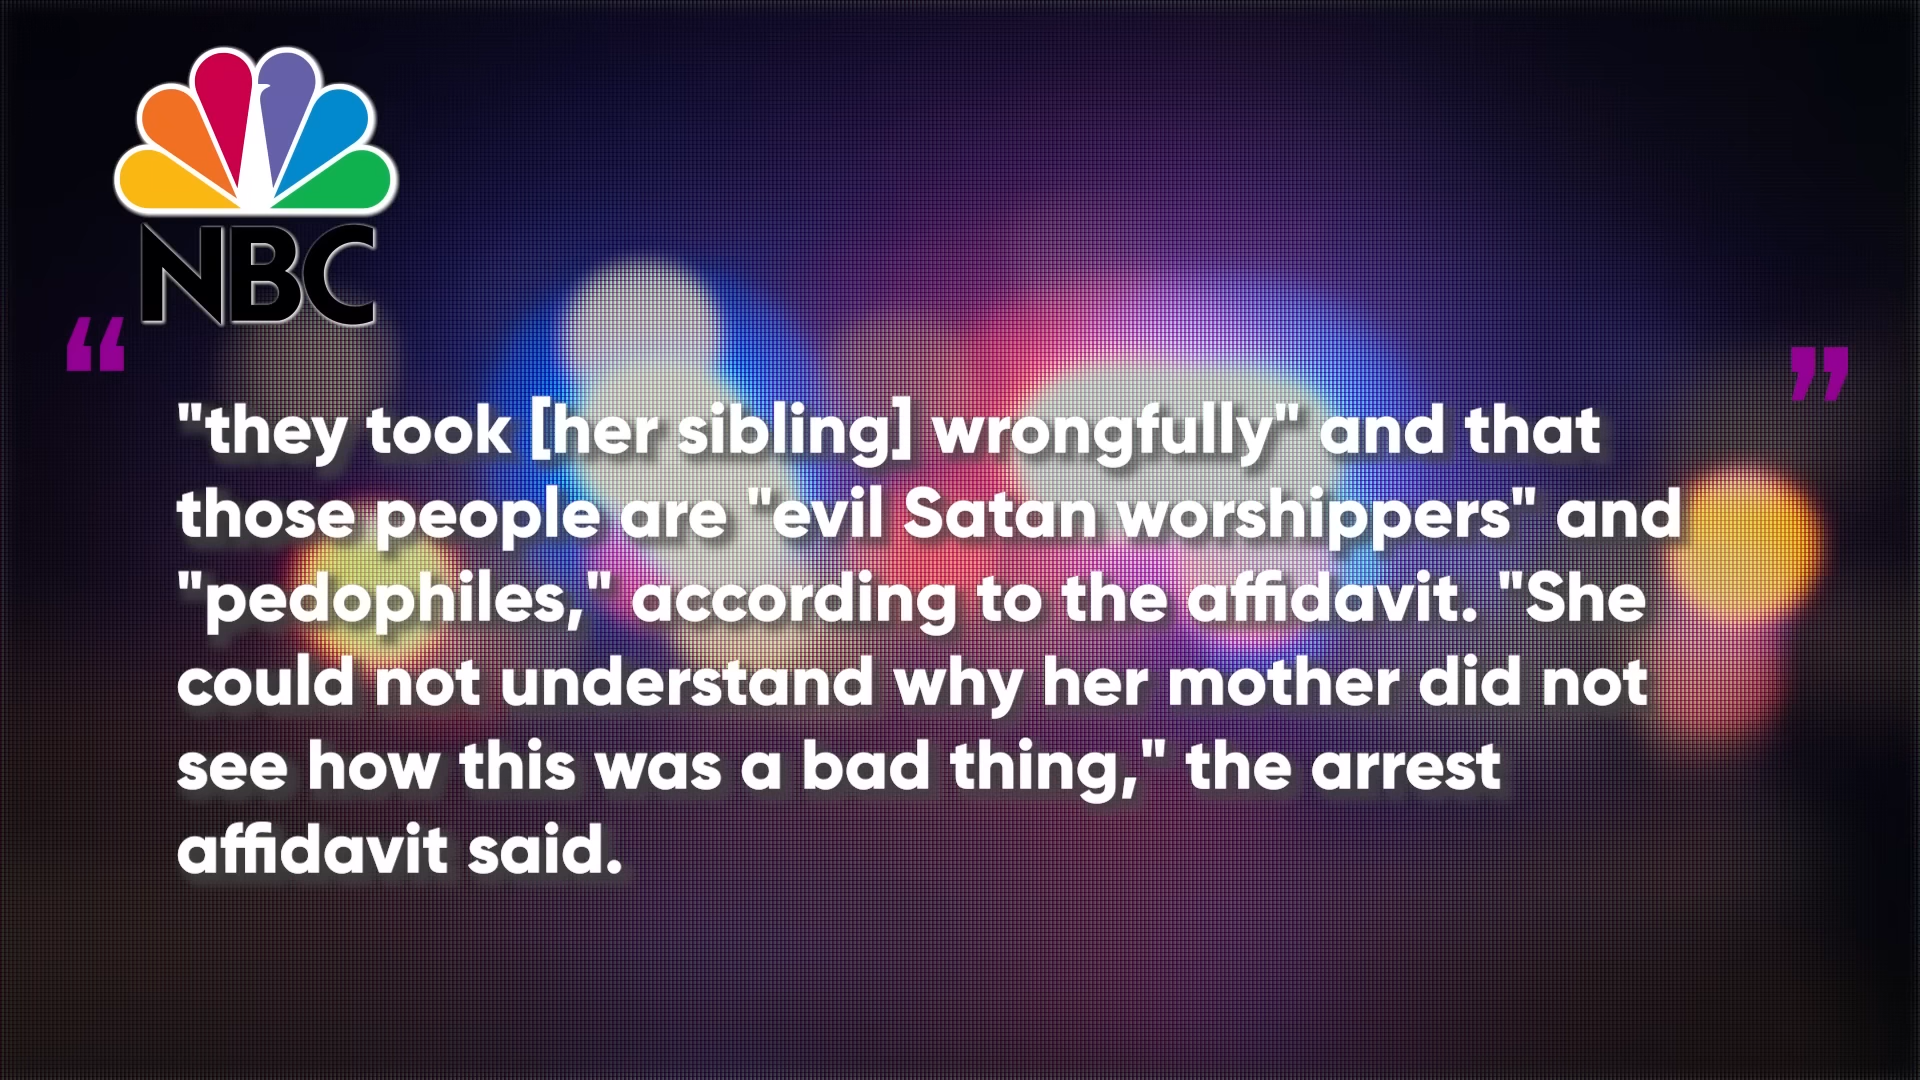 NBC
“ ”
"they took [her sibling] wrongfully" and that
those people are "evil Satan worshippers" and
"pedophiles," according to the affidavit. "She
could not understand why her mother did not
see how this was a bad thing," the arrest
affidavit said.